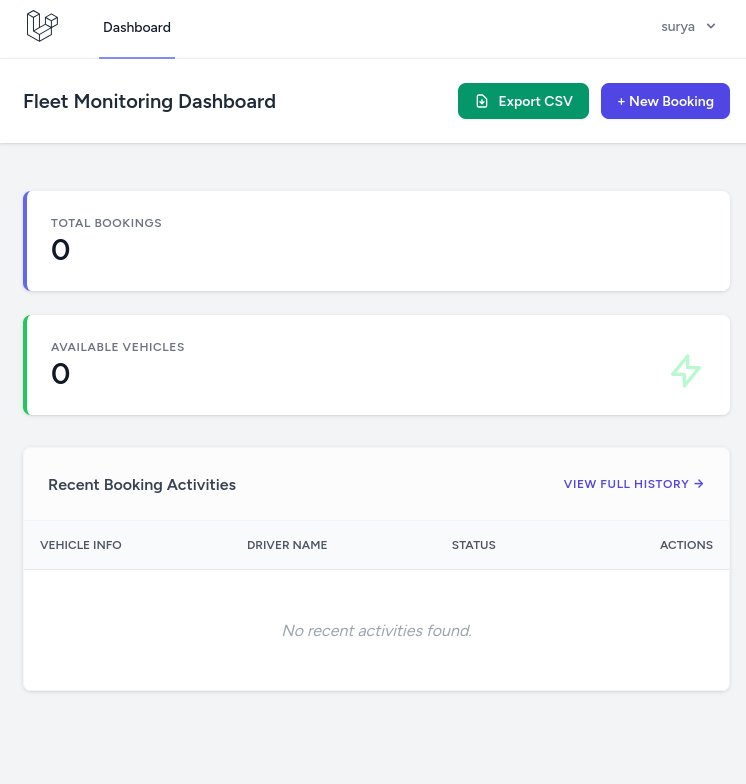 Dashboard surya
Fleet Monitoring Dashboard Export CSV + New Booking
TOTAL BOOKINGS
0
AVAILABLE VEHICLES
0
Recent Booking Activities VIEW FULL HISTORY →
VEHICLE INFO DRIVER NAME STATUS ACTIONS
No recent activities found.